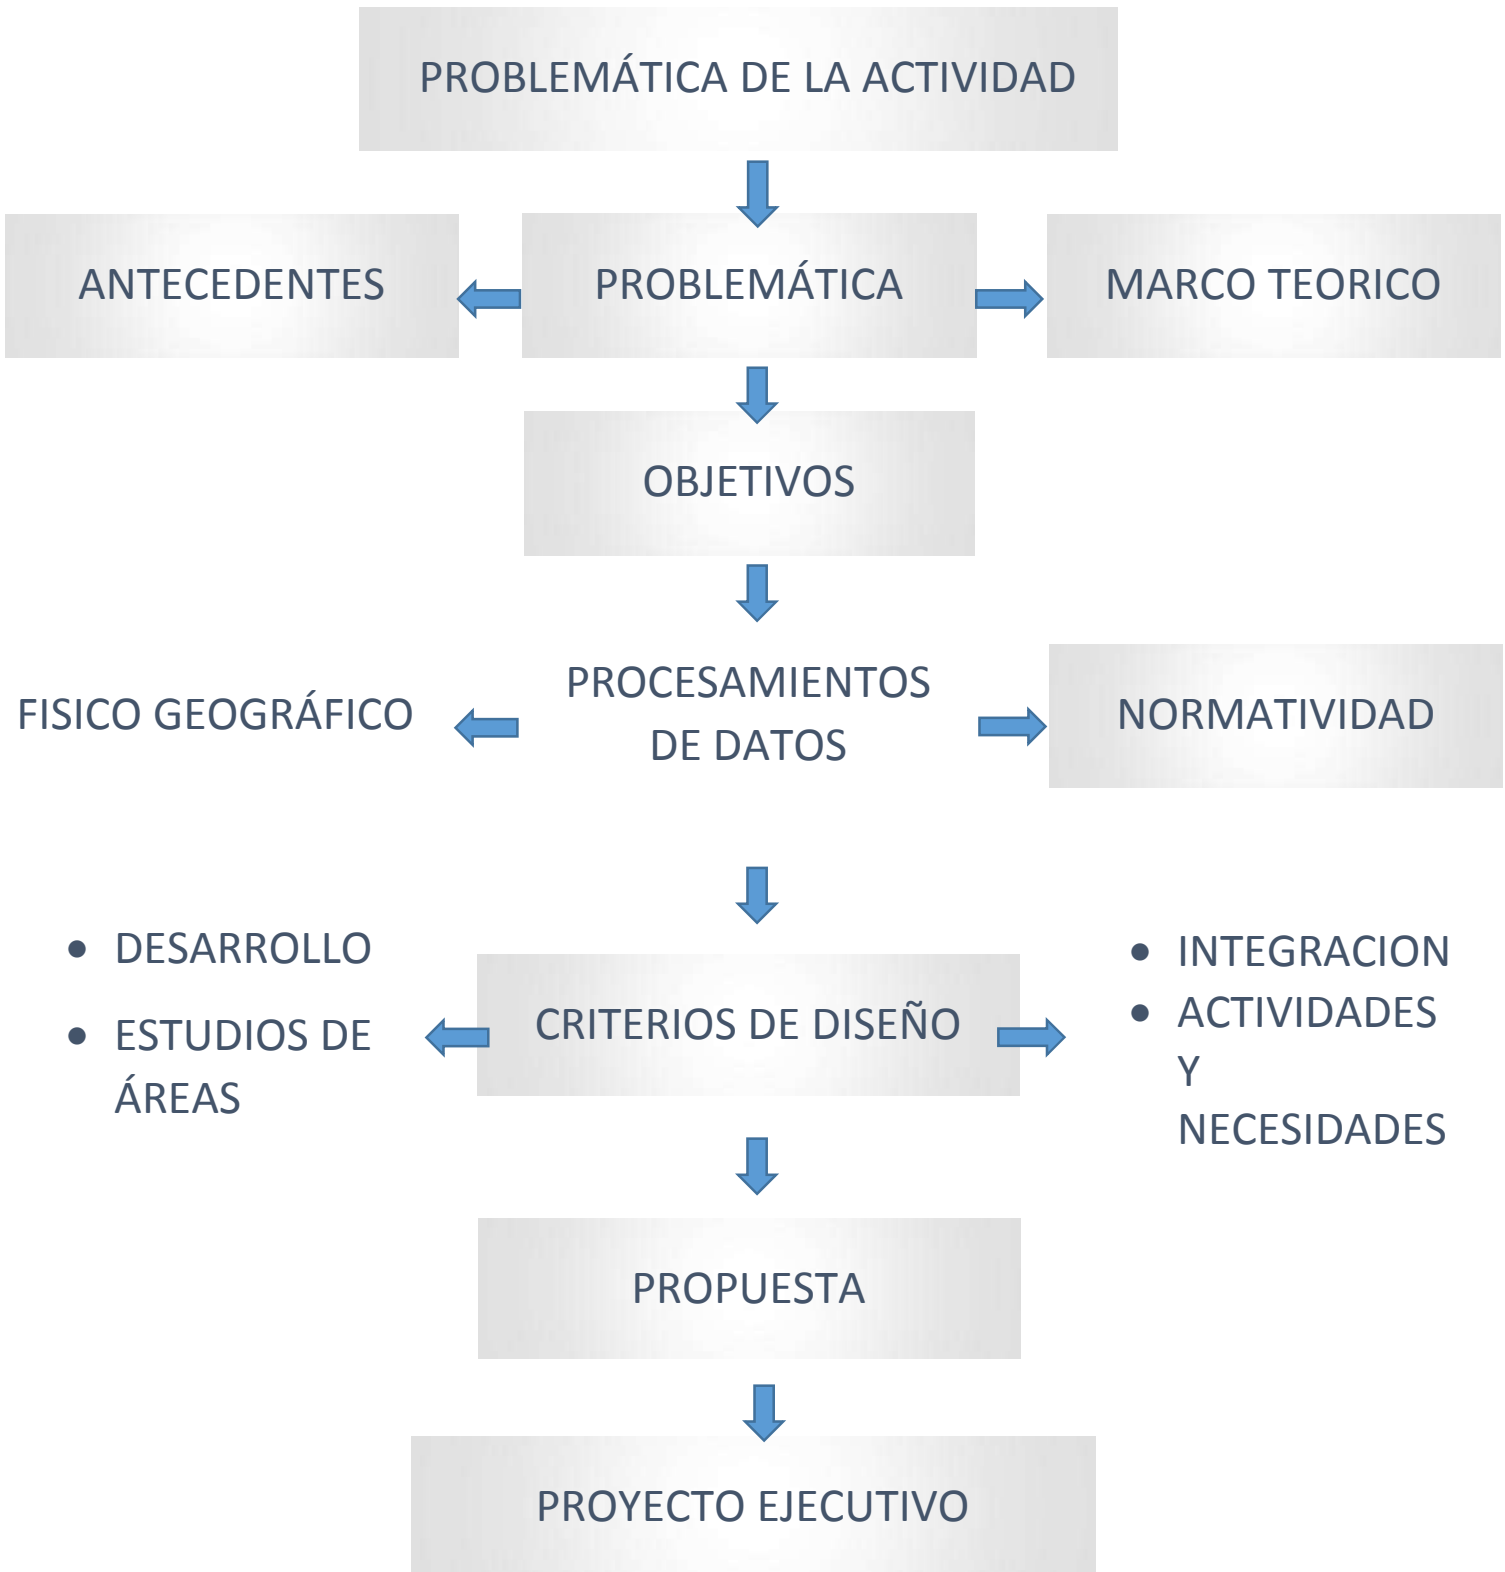 PROBLEMÁTICA DE LA ACTIVIDAD
ANTECEDENTES
PROBLEMÁTICA
MARCO TEORICO
OBJETIVOS
FISICO GEOGRÁFICO
PROCESAMIENTOS
DE DATOS
NORMATIVIDAD
• DESARROLLO
• ESTUDIOS DE
ÁREAS
CRITERIOS DE DISEÑO
• INTEGRACION
• ACTIVIDADES
Y
NECESIDADES
PROPUESTA
PROYECTO EJECUTIVO